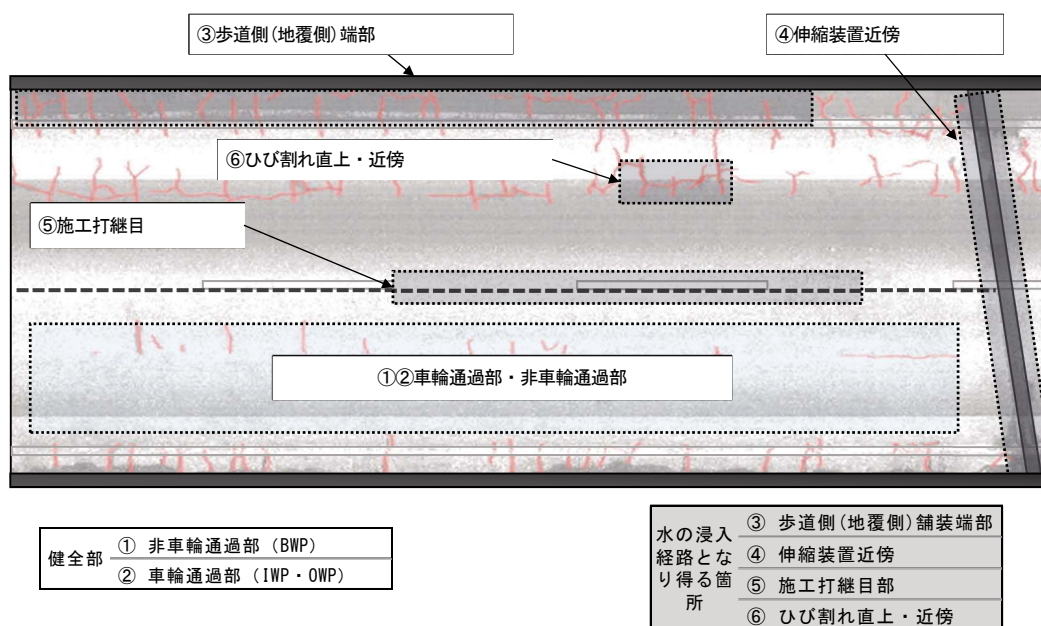 ③歩道側(地覆側)端部
④伸縮装置近傍
⑥ひび割れ直上・近傍
⑤施工打継目
①②車輪通過部・非車輪通過部
健全部
① 非車輪通過部（BWP）
② 車輪通過部（IWP・OWP）
水の浸入
経路とな
り得る箇
所
③ 歩道側(地覆側)舗装端部
④ 伸縮装置近傍
⑤ 施工打継目部
⑥ ひび割れ直上・近傍